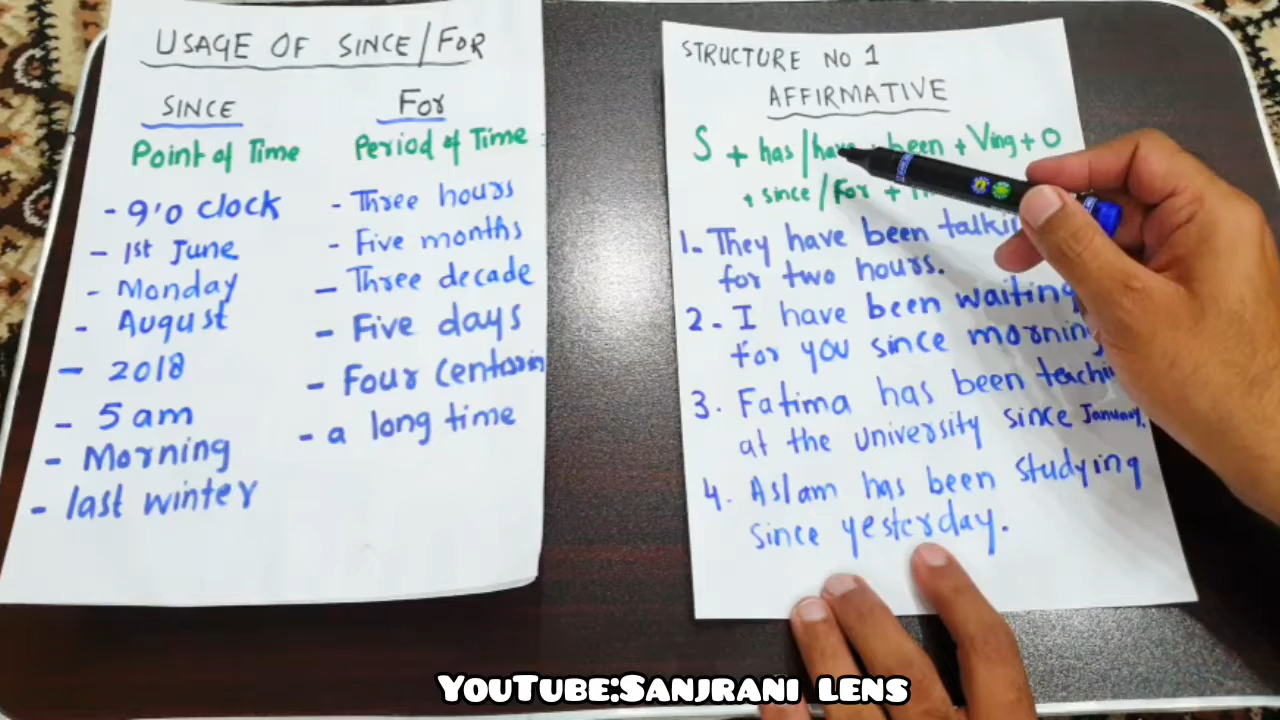 USAGE OF SINCE/FOR
SINCE
Point of Time
- 9'0 clock
- 1st June
- Monday
- August
- 2018
- 5 am
- Morning
- last winter
For
Period of Time
- Three hours
- Five months
- Three decade
- Five days
- Four
- a long time
STRUCTURE NO 1
AFFIRMATIVE
S + has/have + been + Ving + O
+ since/For +
1. They have been
for two hours.
2. I have been waiting
for you since morning
3. Fatima has been
at the university since January.
4. Aslam has been studying
since yesterday.
YouTube:Sanjrani lens